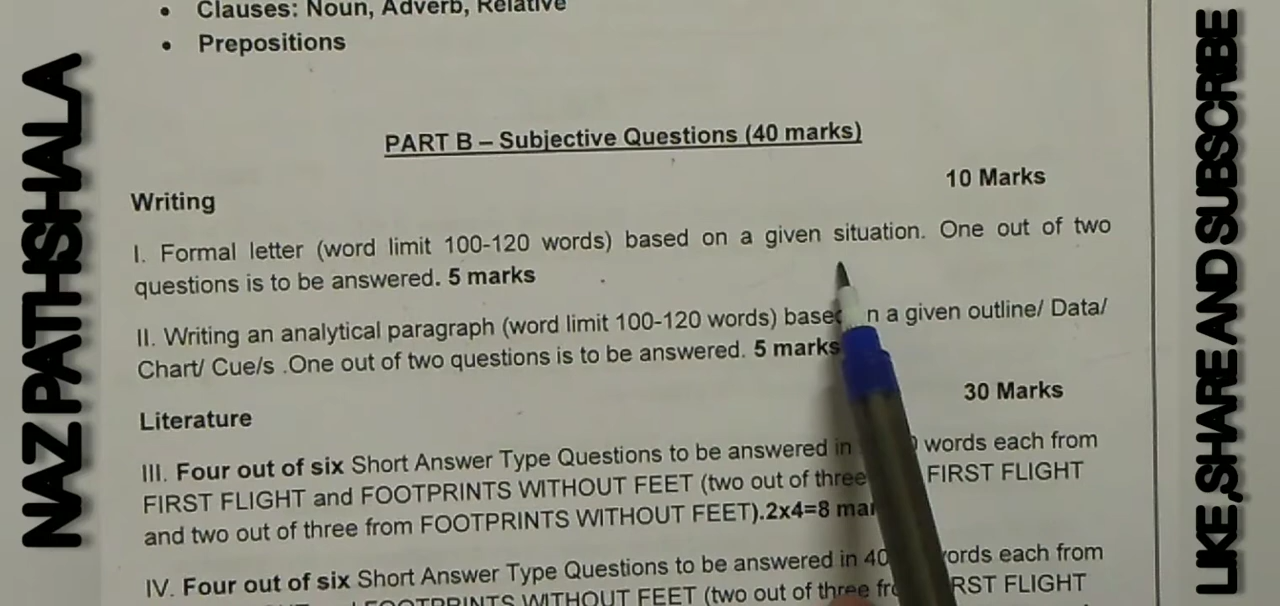 • Clauses: Noun, Adverb, Relative
• Prepositions
PART B – Subjective Questions (40 marks)
Writing 10 Marks
I. Formal letter (word limit 100-120 words) based on a given situation. One out of two
questions is to be answered. 5 marks
II. Writing an analytical paragraph (word limit 100-120 words) based n a given outline/ Data/
Chart/ Cue/s .One out of two questions is to be answered. 5 marks
Literature 30 Marks
III. Four out of six Short Answer Type Questions to be answered in words each from
FIRST FLIGHT and FOOTPRINTS WITHOUT FEET (two out of three FIRST FLIGHT
and two out of three from FOOTPRINTS WITHOUT FEET).2x4=8
IV. Four out of six Short Answer Type Questions to be answered in 40 words each from
FOOTPRINTS WITHOUT FEET (two out of three FIRST FLIGHT
NAZ PATHSHALA
LIKE,SHARE AND SUBSCRIBE